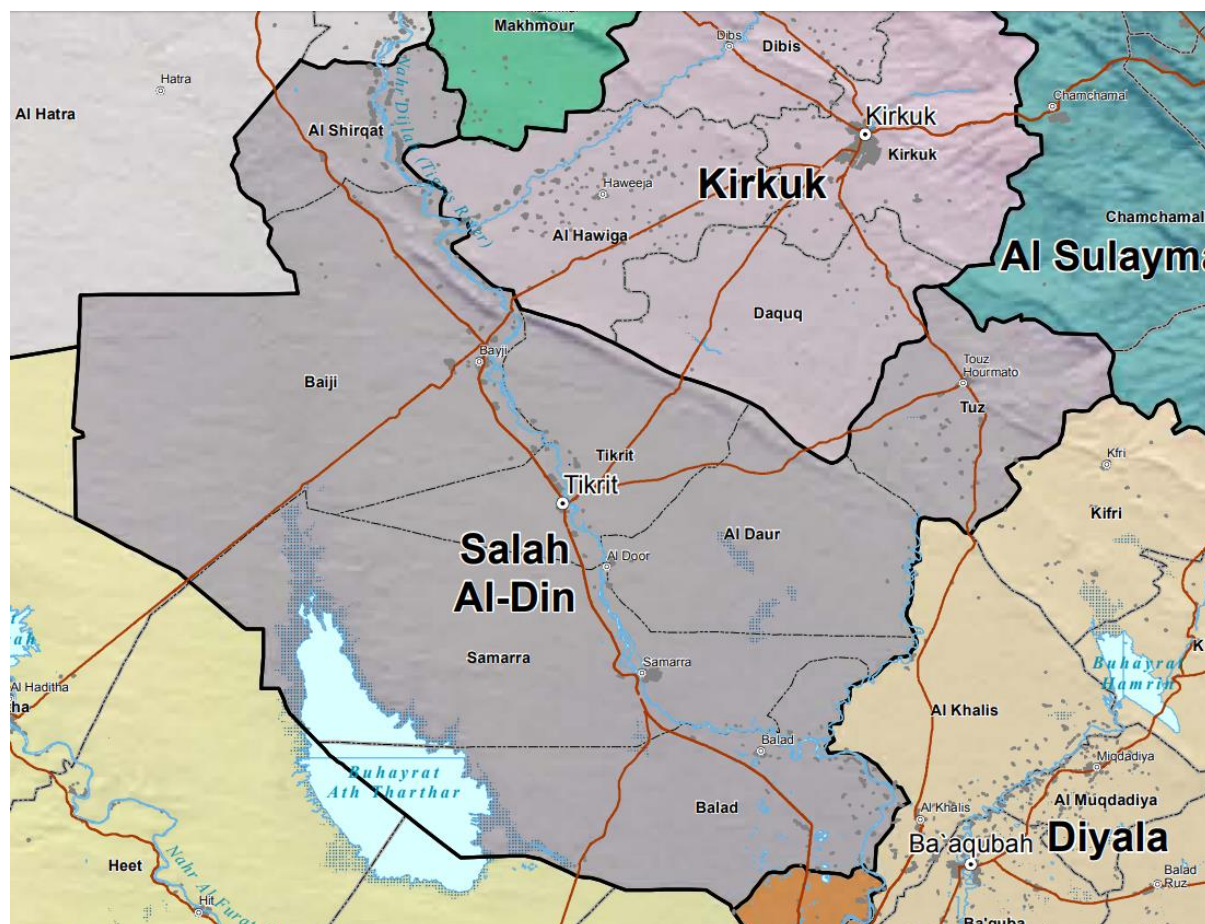 Makhmour
Dibs
Dibis
Hatra
Chamchamal
Al Hatra
Kirkuk
Al Shirqat
Kirkuk
Nahr Dijlah (Tigris River)
Haweeja
Kirkuk
Chamchamal
Al Hawiga
Al Sulayma
Daquq
Bayji
Touz
Hourmato
Baiji
Tuz
Tikrit
Kfri
Tikrit
Kifri
Al Daur
Salah
Al-Din
Al Door
Samarra
Samarra
Buhayrat
Hamrin
Al Haditha
tha
Al Khalis
Balad
Miqdadiya
Buhayrat
Ath Tharthar
Balad
Al Khalis
Al Muqdadiya
Ba`aqubah
Diyala
Heet
Nahr Al Furat
Balad
Ruz
Hit
Ba'quba